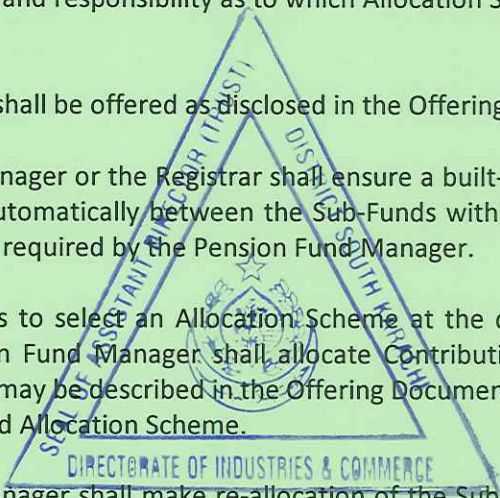 and responsibility as to which Allocation S
shall be offered as disclosed in the Offering
nager or the Registrar shall ensure a built-
utomatically between the Sub-Funds with
required by the Pension Fund Manager.
s to select an Allocation Scheme at the
n Fund Manager shall allocate Contributi
may be described in the Offering Document
d Allocation Scheme.
nager shall make re-allocation of the Sub
SEAL OF ASSISTANT DIRECTOR (TRUST)
DISTRICT SOUTH KARACHI
DIRECTORATE OF INDUSTRIES & COMMERCE